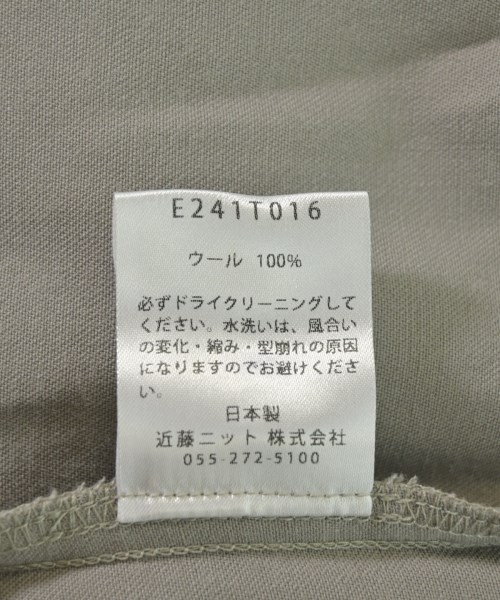 E241T016
ウール 100%
必ずドライクリーニングして
ください。水洗いは、風合い
の変化・縮み・型崩れの原因
になりますのでお避けくださ
い。
日本製
近藤ニット 株式会社
055-272-5100